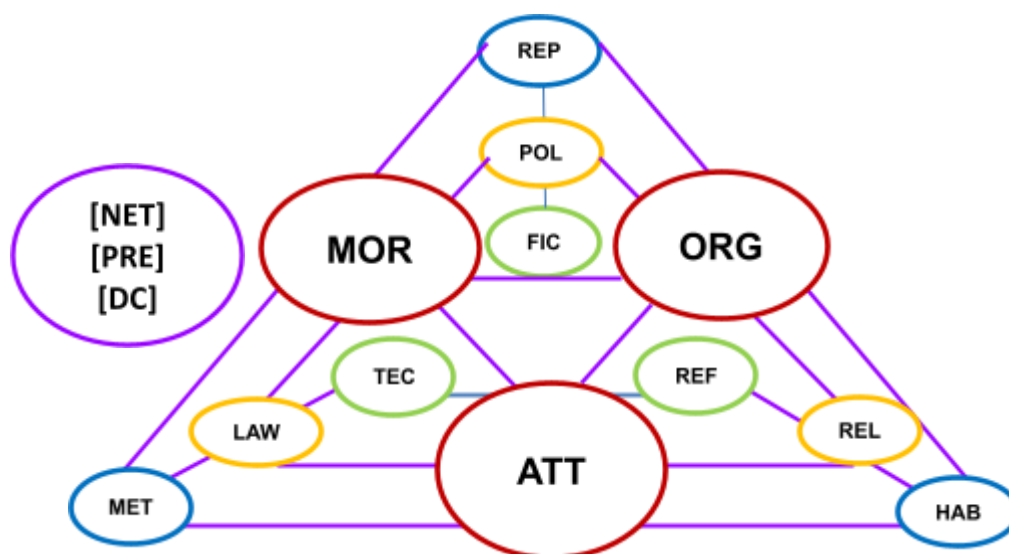 REP
POL
[NET]
[PRE]
[DC]
MOR
FIC
ORG
TEC
REF
LAW
REL
ATT
MET
HAB